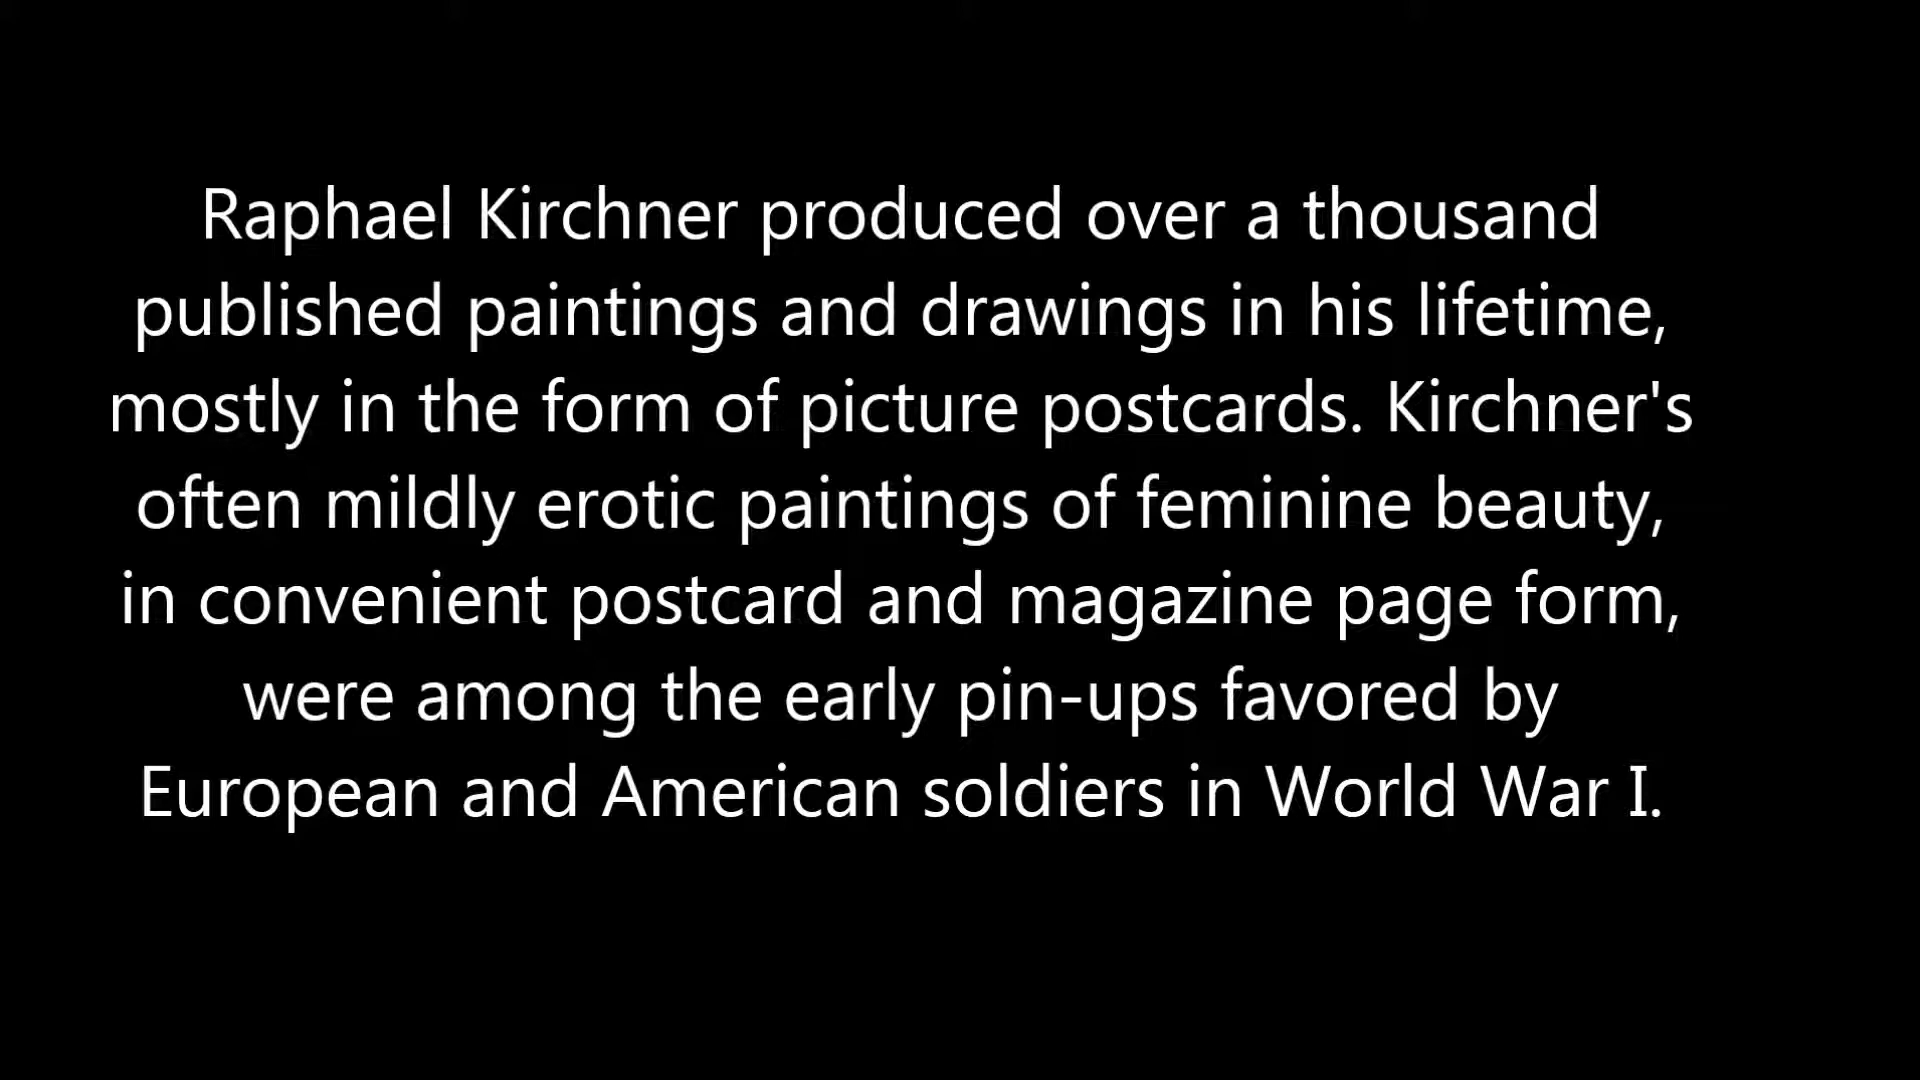 Raphael Kirchner produced over a thousand
published paintings and drawings in his lifetime,
mostly in the form of picture postcards. Kirchner's
often mildly erotic paintings of feminine beauty,
in convenient postcard and magazine page form,
were among the early pin-ups favored by
European and American soldiers in World War I.